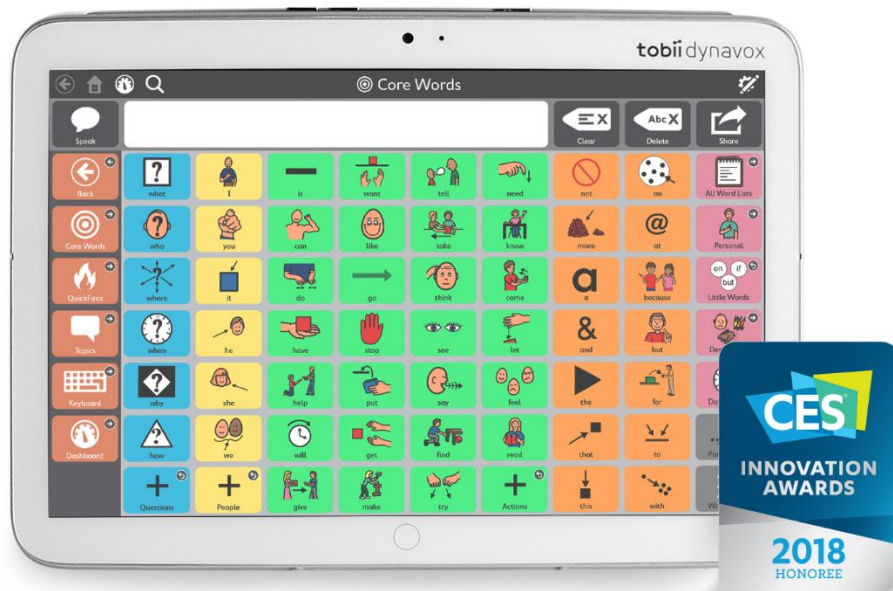 tobii dynavox
Core Words
Speak
Abc
Clear
Delete
Share
Back
what
I
is
want
tell
need
not
on
All Word Lists
Core Words
who
you
can
like
take
know
more
@
at
Personal
QuickFires
where
it
do
go
think
come
a
a
because
on if but
Little Words
Topics
when
he
have
stop
see
let
&
and
but
Keyboard
why
she
help
put
say
feel
the
for
Dashboard
how
we
will
get
find
read
that
to
Questions
People
give
make
try
Actions
this
with
CES
INNOVATION
AWARDS
2018
HONOREE